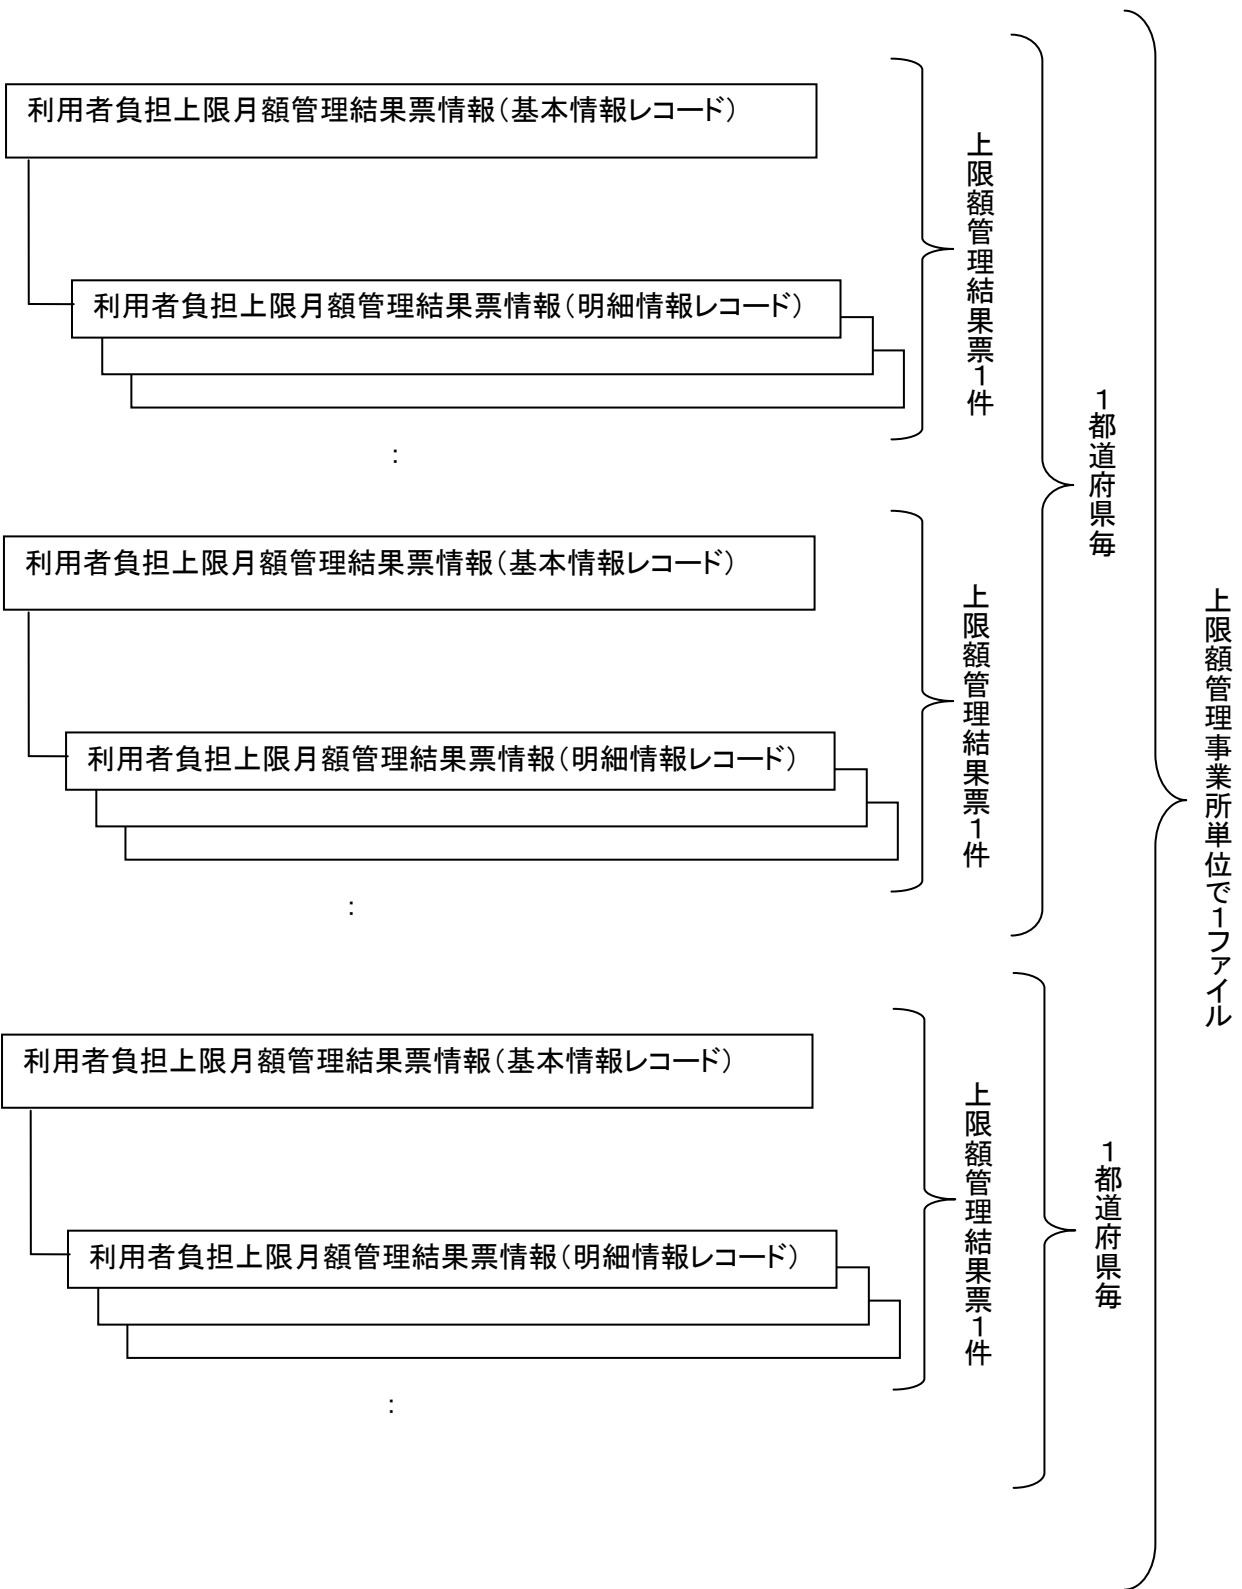 利用者負担上限月額管理結果票情報（基本情報レコード）
利用者負担上限月額管理結果票情報（明細情報レコード）
：
上限額管理結果票１件
利用者負担上限月額管理結果票情報（基本情報レコード）
利用者負担上限月額管理結果票情報（明細情報レコード）
：
上限額管理結果票１件
１都道府県毎
利用者負担上限月額管理結果票情報（基本情報レコード）
利用者負担上限月額管理結果票情報（明細情報レコード）
：
上限額管理結果票１件
１都道府県毎
上限額管理事業所単位で１ファイル